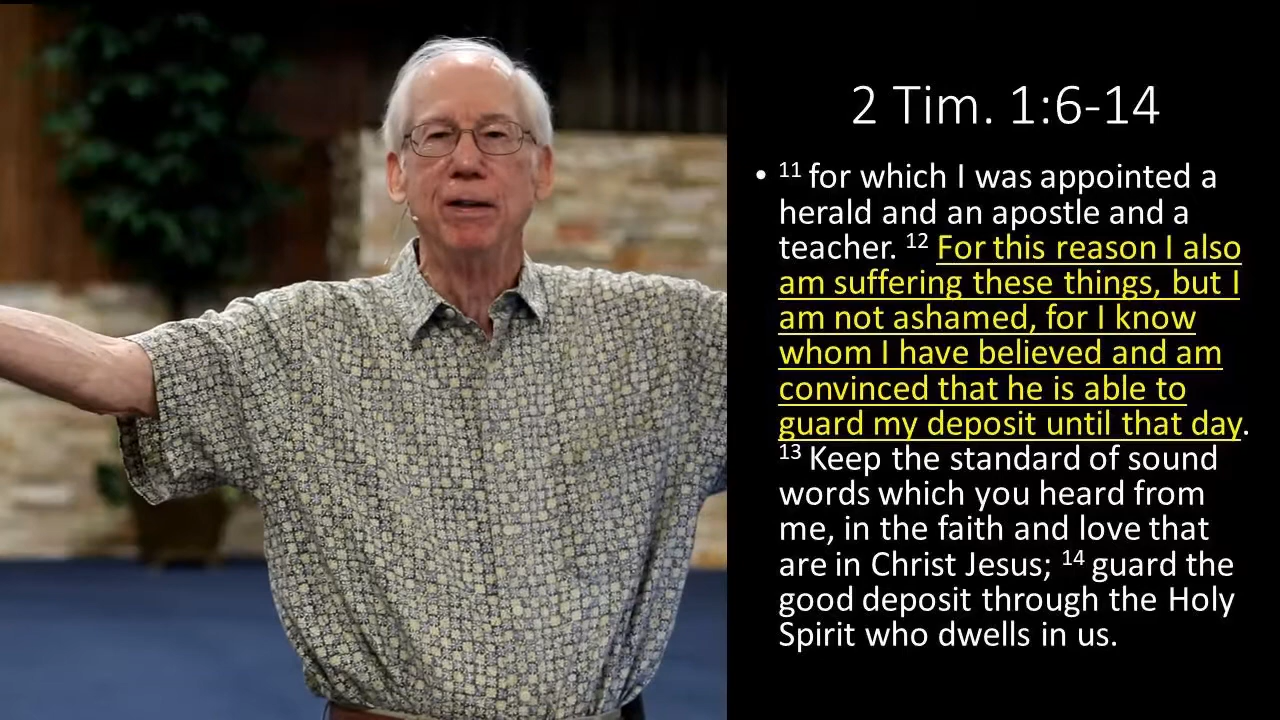 2 Tim. 1:6-14
• ¹¹ for which I was appointed a
herald and an apostle and a
teacher. ¹² For this reason I also
am suffering these things, but I
am not ashamed, for I know
whom I have believed and am
convinced that he is able to
guard my deposit until that day.
¹³ Keep the standard of sound
words which you heard from
me, in the faith and love that
are in Christ Jesus; ¹⁴ guard the
good deposit through the Holy
Spirit who dwells in us.